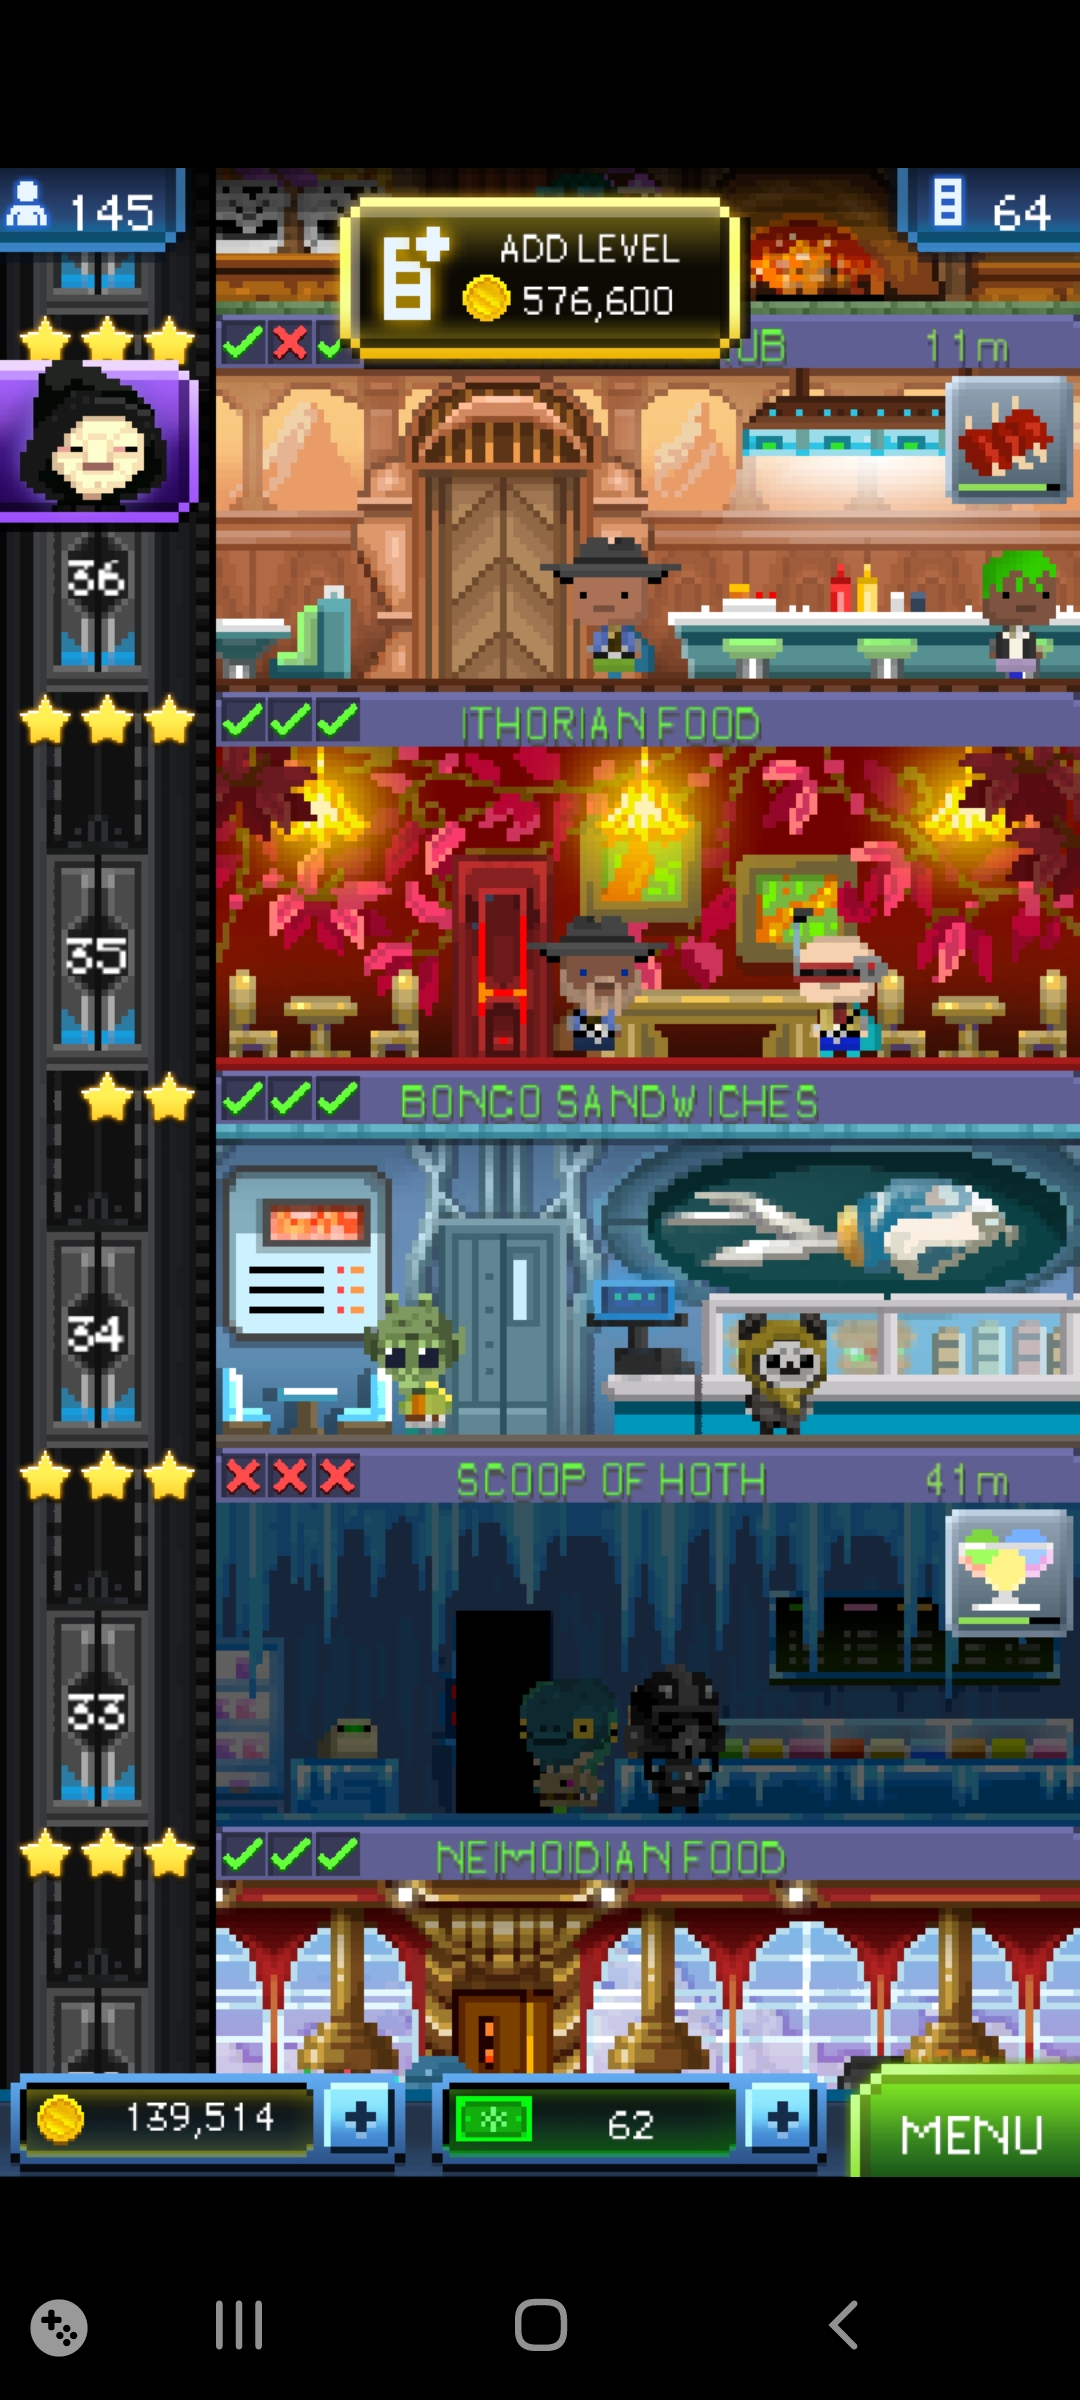 145
ADD LEVEL
576,600
64
UB
11m
36
ITHORIAN FOOD
35
BONGO SANDWICHES
34
SCOOP OF HOTH
41m
33
NEIMOIDIAN FOOD
139,514
62
MENU